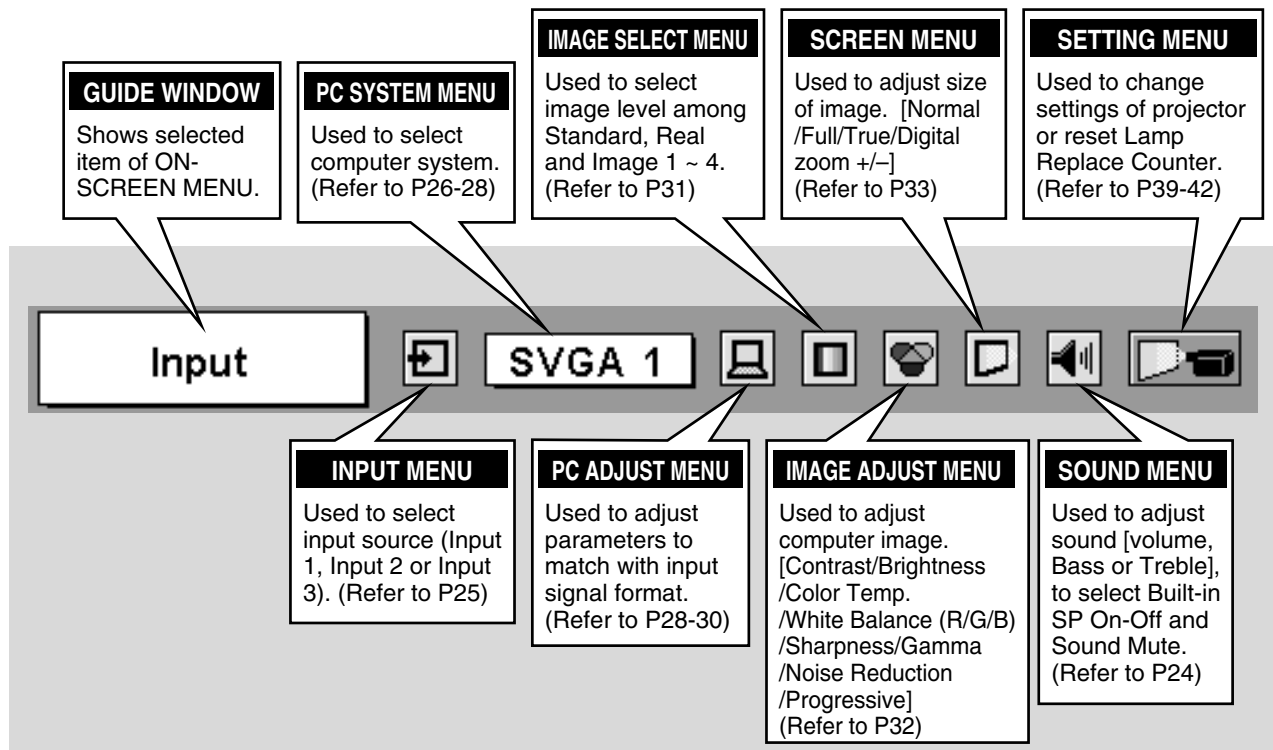 GUIDE WINDOW
Shows selected
item of ON-
SCREEN MENU.
PC SYSTEM MENU
Used to select
computer system.
(Refer to P26-28)
IMAGE SELECT MENU
Used to select
image level among
Standard, Real
and Image 1 ~ 4.
(Refer to P31)
SCREEN MENU
Used to adjust size
of image.  [Normal
/Full/True/Digital
zoom +/–]
(Refer to P33)
SETTING MENU
Used to change
settings of projector
or reset Lamp
Replace Counter.
(Refer to P39-42)
Input
SVGA 1
INPUT MENU
Used to select
input source (Input
1, Input 2 or Input
3). (Refer to P25)
PC ADJUST MENU
Used to adjust
parameters to
match with input
signal format.
(Refer to P28-30)
IMAGE ADJUST MENU
Used to adjust
computer image.
[Contrast/Brightness
/Color Temp.
/White Balance (R/G/B)
/Sharpness/Gamma
/Noise Reduction
/Progressive]
(Refer to P32)
SOUND MENU
Used to adjust
sound [volume,
Bass or Treble],
to select Built-in
SP On-Off and
Sound Mute.
(Refer to P24)